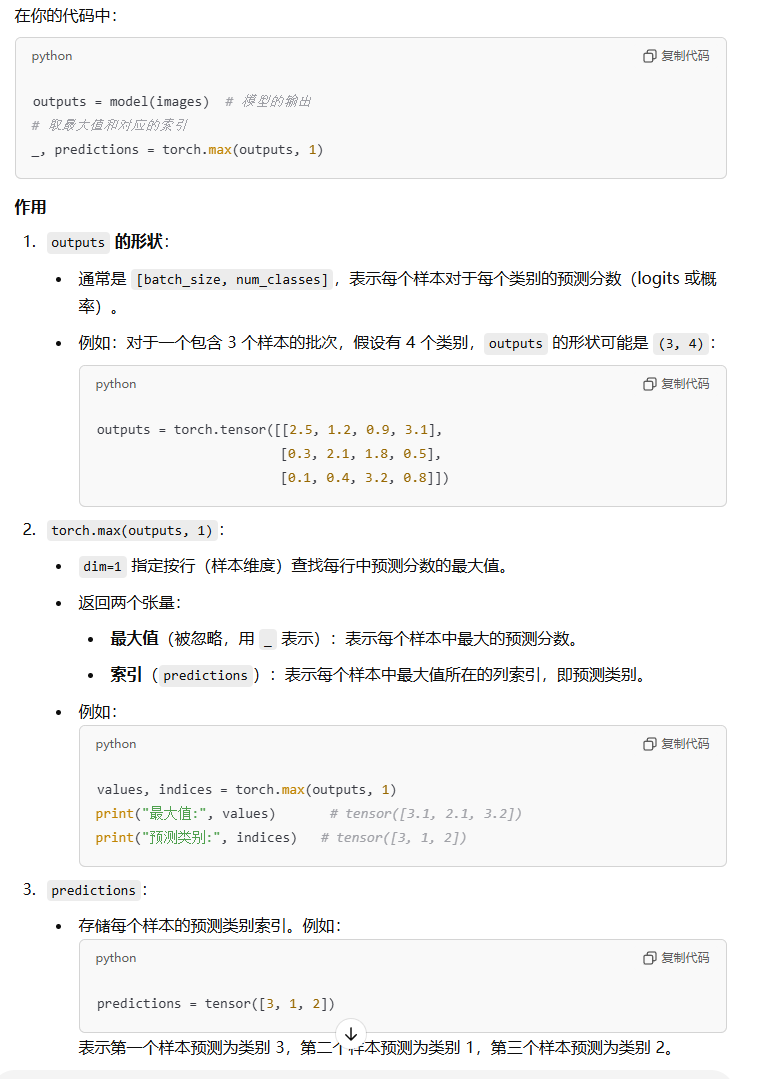 在你的代码中：
python
复制代码
outputs = model(images)  # 模型的输出
# 取最大值和对应的索引
_, predictions = torch.max(outputs, 1)
作用
1. outputs 的形状：
• 通常是 [batch_size, num_classes]，表示每个样本对于每个类别的预测分数（logits 或概
率）。
• 例如：对于一个包含 3 个样本的批次，假设有 4 个类别，outputs 的形状可能是 (3, 4)：
python
复制代码
outputs = torch.tensor([[2.5, 1.2, 0.9, 3.1],
[0.3, 2.1, 1.8, 0.5],
[0.1, 0.4, 3.2, 0.8]])
2. torch.max(outputs, 1)：
• dim=1 指定按行（样本维度）查找每行中预测分数的最大值。
• 返回两个张量：
• 最大值（被忽略，用 _ 表示）：表示每个样本中最大的预测分数。
• 索引（predictions）：表示每个样本中最大值所在的列索引，即预测类别。
• 例如：
python
复制代码
values, indices = torch.max(outputs, 1)
print("最大值:", values)       # tensor([3.1, 2.1, 3.2])
print("预测类别:", indices)   # tensor([3, 1, 2])
3. predictions：
• 存储每个样本的预测类别索引。例如：
python
复制代码
predictions = tensor([3, 1, 2])
表示第一个样本预测为类别 3，第二个样本预测为类别 1，第三个样本预测为类别 2。